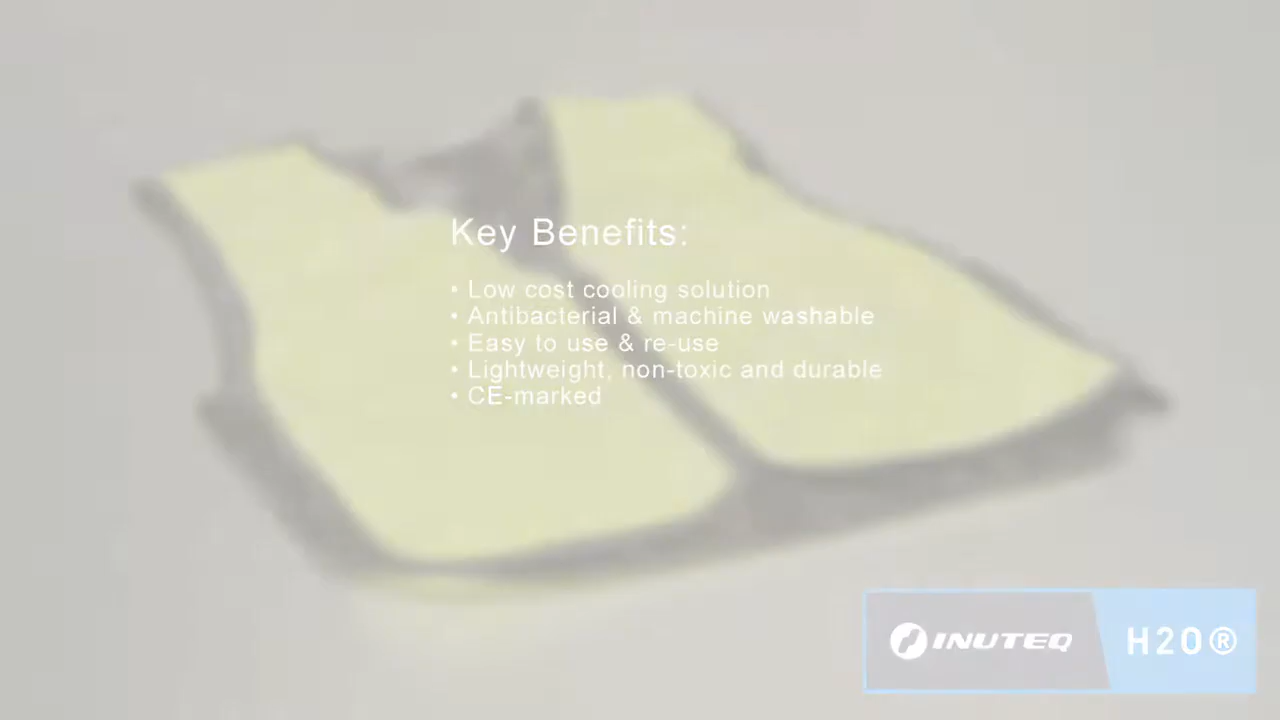 Key Benefits:
• Low cost cooling solution
• Antibacterial & machine washable
• Easy to use & re-use
• Lightweight, non-toxic and durable
• CE-marked
INUTEQ H2O®